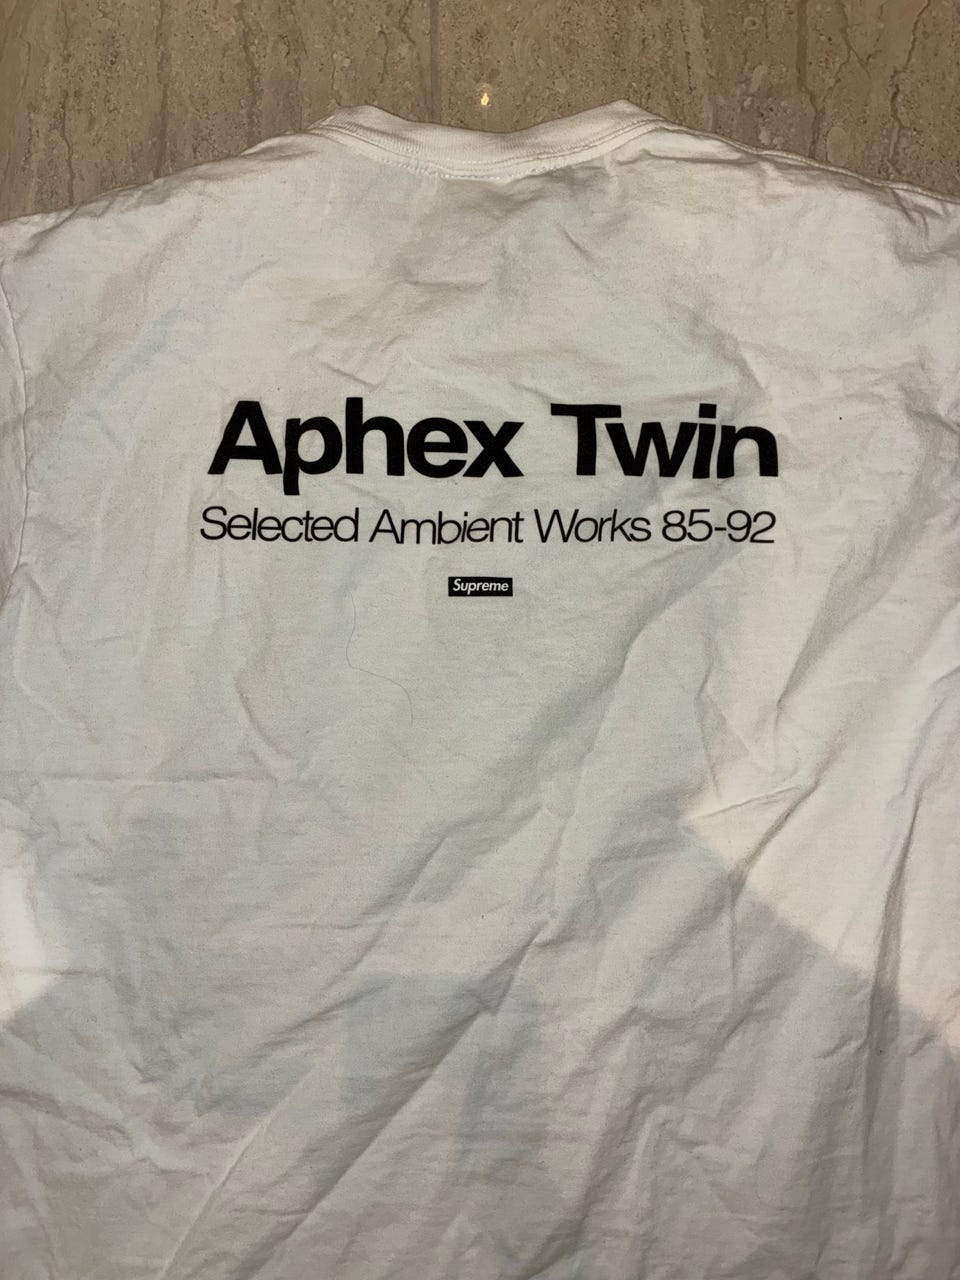 Aphex Twin
Selected Ambient Works 85-92
Supreme